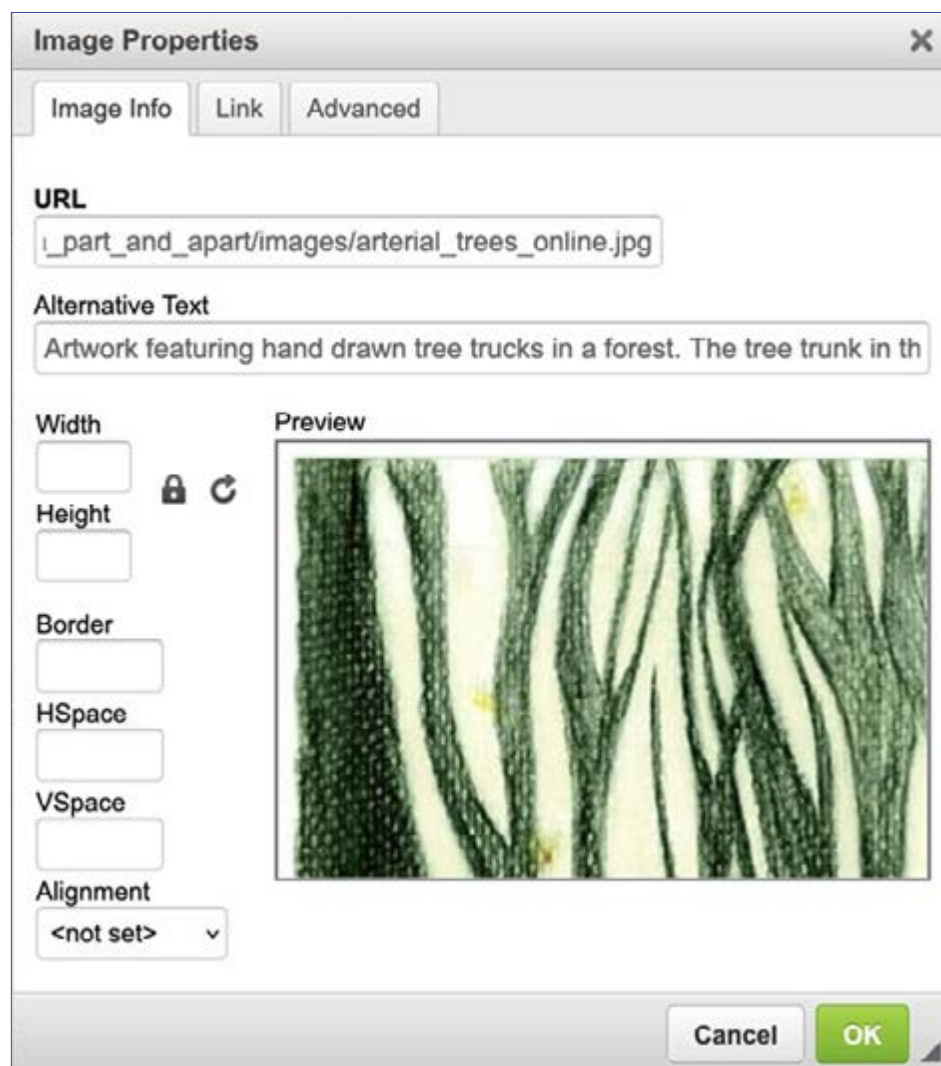 Image Properties
Image Info Link Advanced
URL
_part_and_apart/images/arterial_trees_online.jpg
Alternative Text
Artwork featuring hand drawn tree trucks in a forest. The tree trunk in th
Width
Preview
Height
Border
HSpace
VSpace
Alignment
<not set>
Cancel OK